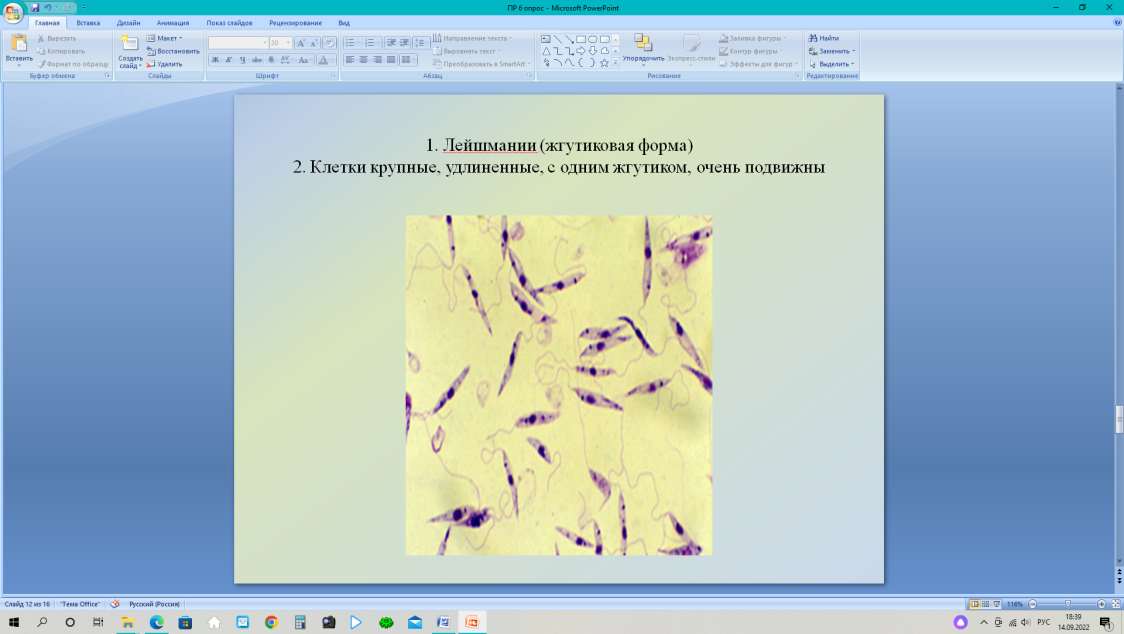 ПР 6 опрос - Microsoft PowerPoint
Главная Вставка Дизайн Анимация Показ слайдов Рецензирование Вид
Вставить
Вырезать
Копировать
Формат по образцу
Буфер обмена
Создать слайд
Макет
Восстановить
Удалить
Слайды
20
Шрифт
Направление текста
Выровнять текст
Преобразовать в SmartArt
Абзац
Упорядочить
Экспресс-стили
Заливка фигуры
Контур фигуры
Эффекты для фигур
Рисование
Найти
Заменить
Выделить
Редактирование
1. Лейшмании (жгутиковая форма)
2. Клетки крупные, удлиненные, с одним жгутиком, очень подвижны
Слайд 12 из 16 "Тема Office" Русский (Россия) 116%
РУС 18:39
14.09.2022